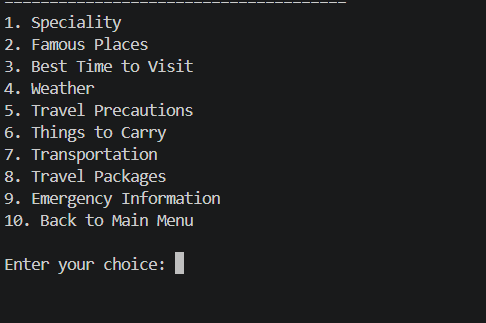 =====================================
1. Speciality
2. Famous Places
3. Best Time to Visit
4. Weather
5. Travel Precautions
6. Things to Carry
7. Transportation
8. Travel Packages
9. Emergency Information
10. Back to Main Menu
Enter your choice: